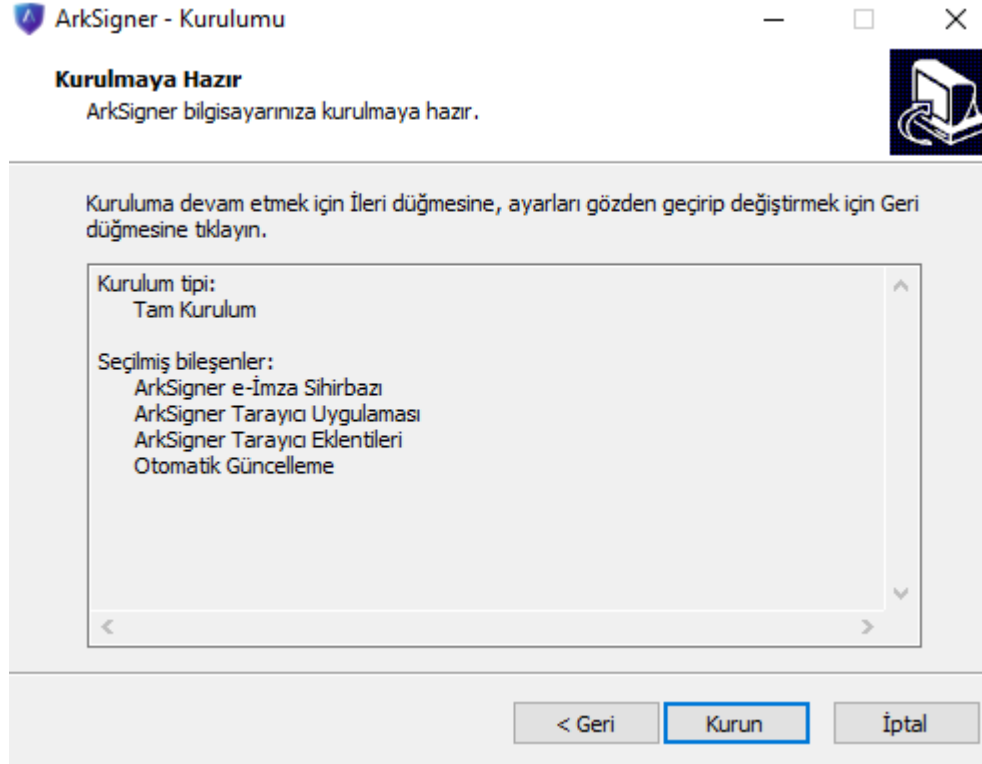 ArkSigner - Kurulumu
Kurulmaya Hazır
ArkSigner bilgisayarınıza kurulmaya hazır.
Kuruluma devam etmek için İleri düğmesine, ayarları gözden geçirip değiştirmek için Geri
düğmesine tıklayın.
Kurulum tipi:
Tam Kurulum
Seçilmiş bileşenler:
ArkSigner e-İmza Sihirbazı
ArkSigner Tarayıcı Uygulaması
ArkSigner Tarayıcı Eklentileri
Otomatik Güncelleme
< Geri
Kurun
İptal